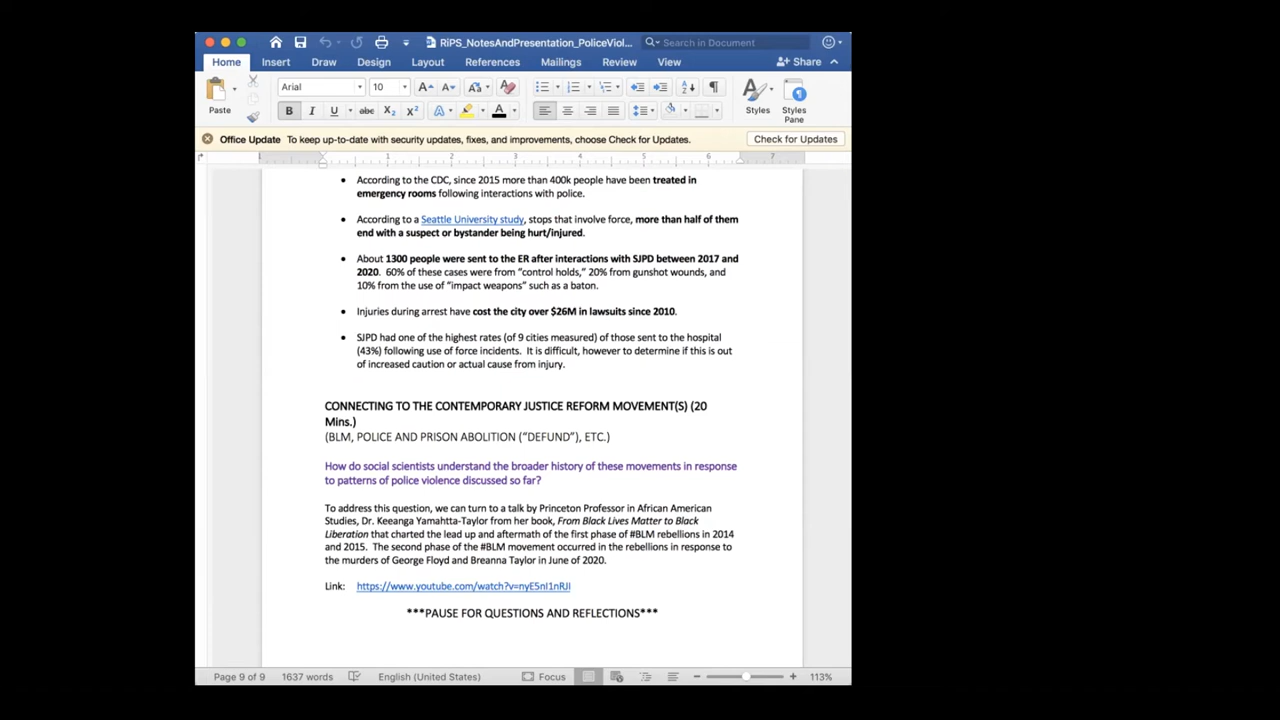 RiPS_NotesAndPresentation_PoliceViol...
Search in Document
Home Insert Draw Design Layout References Mailings Review View Share
Paste
Arial 10
Styles
Styles Pane
Office Update To keep up-to-date with security updates, fixes, and improvements, choose Check for Updates. Check for Updates
1 1 2 3 4 5 6 7
• According to the CDC, since 2015 more than 400k people have been treated in
emergency rooms following interactions with police.
• According to a Seattle University study, stops that involve force, more than half of them
end with a suspect or bystander being hurt/injured.
• About 1300 people were sent to the ER after interactions with SJPD between 2017 and
2020. 60% of these cases were from “control holds,” 20% from gunshot wounds, and
10% from the use of “impact weapons” such as a baton.
• Injuries during arrest have cost the city over $26M in lawsuits since 2010.
• SJPD had one of the highest rates (of 9 cities measured) of those sent to the hospital
(43%) following use of force incidents. It is difficult, however to determine if this is out
of increased caution or actual cause from injury.
CONNECTING TO THE CONTEMPORARY JUSTICE REFORM MOVEMENT(S) (20
Mins.)
(BLM, POLICE AND PRISON ABOLITION (“DEFUND”), ETC.)
How do social scientists understand the broader history of these movements in response
to patterns of police violence discussed so far?
To address this question, we can turn to a talk by Princeton Professor in African American
Studies, Dr. Keeanga Yamahtta-Taylor from her book, From Black Lives Matter to Black
Liberation that charted the lead up and aftermath of the first phase of #BLM rebellions in 2014
and 2015. The second phase of the #BLM movement occurred in the rebellions in response to
the murders of George Floyd and Breanna Taylor in June of 2020.
Link: https://www.youtube.com/watch?v=nyE5nI1nRJI
***PAUSE FOR QUESTIONS AND REFLECTIONS***
Page 9 of 9 1637 words English (United States) Focus 113%